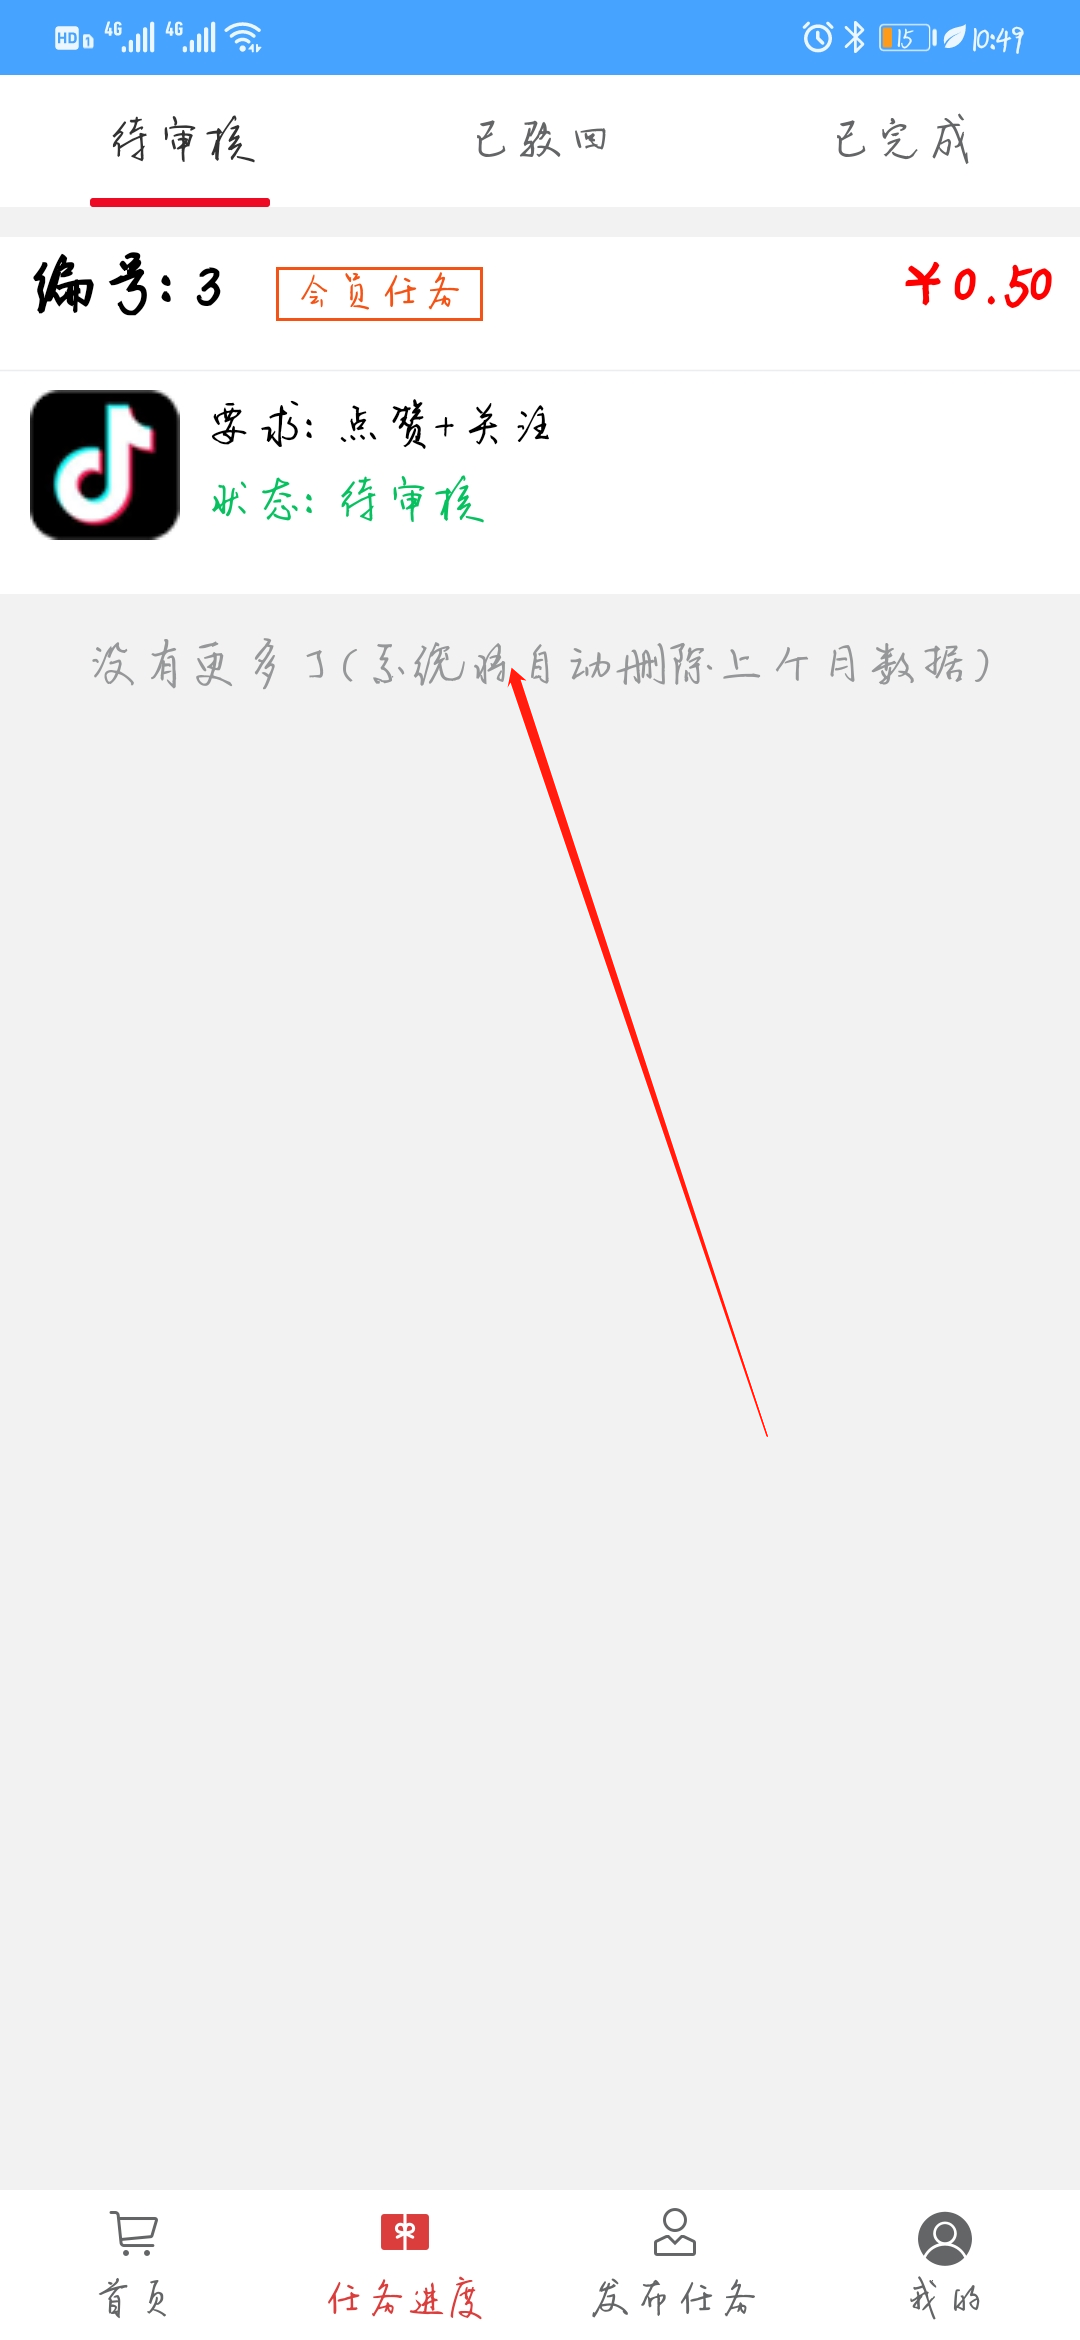 HD 1 4G 4G 15 10:49
待审核 已驳回 已完成
编号: 3 会员任务 ¥0.50
要求: 点赞+关注
状态: 待审核
没有更多了(系统将自动删除上个月数据)
首页 任务进度 发布任务 我的